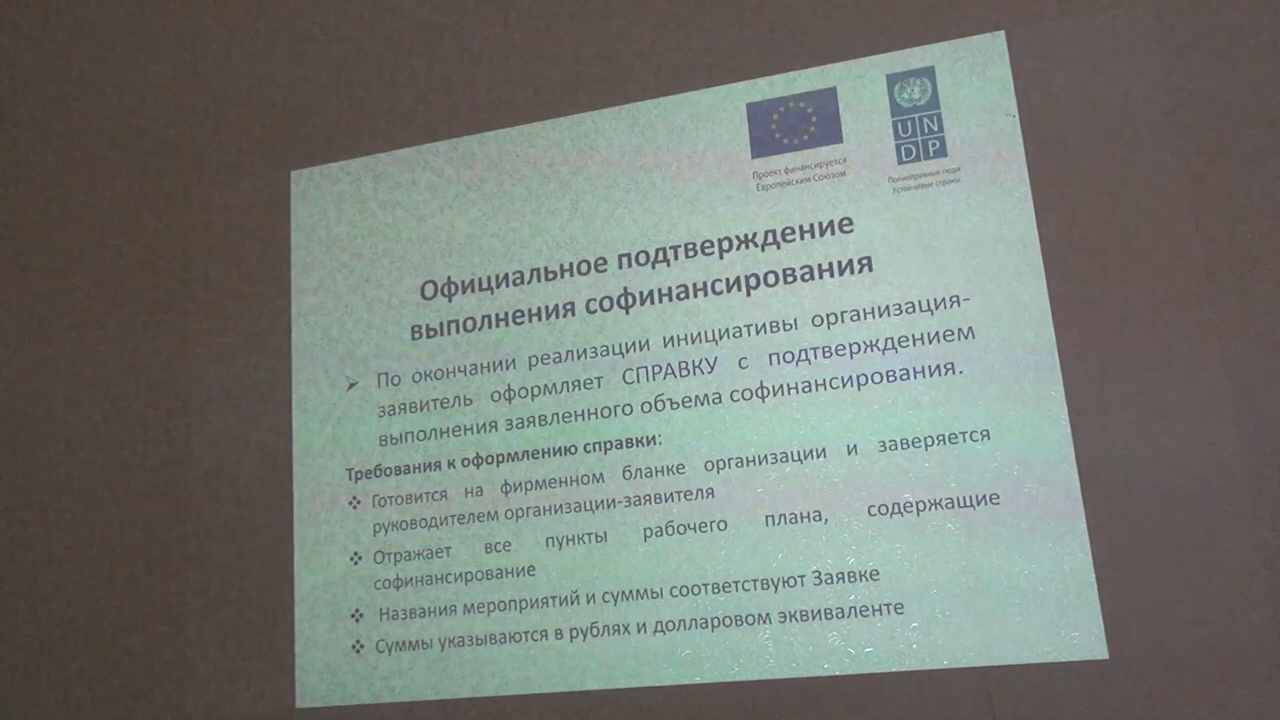 Проект финансируется
Европейским Союзом
UN
DP
Полноправные люди
Устойчивые страны
Официальное подтверждение
выполнения софинансирования
По окончании реализации инициативы организация-
заявитель оформляет СПРАВКУ с подтверждением
выполнения заявленного объема софинансирования.
Требования к оформлению справки:
Готовится на фирменном бланке организации и заверяется
руководителем организации-заявителя
Отражает все пункты рабочего плана, содержащие
софинансирование
Названия мероприятий и суммы соответствуют Заявке
Суммы указываются в рублях и долларовом эквиваленте